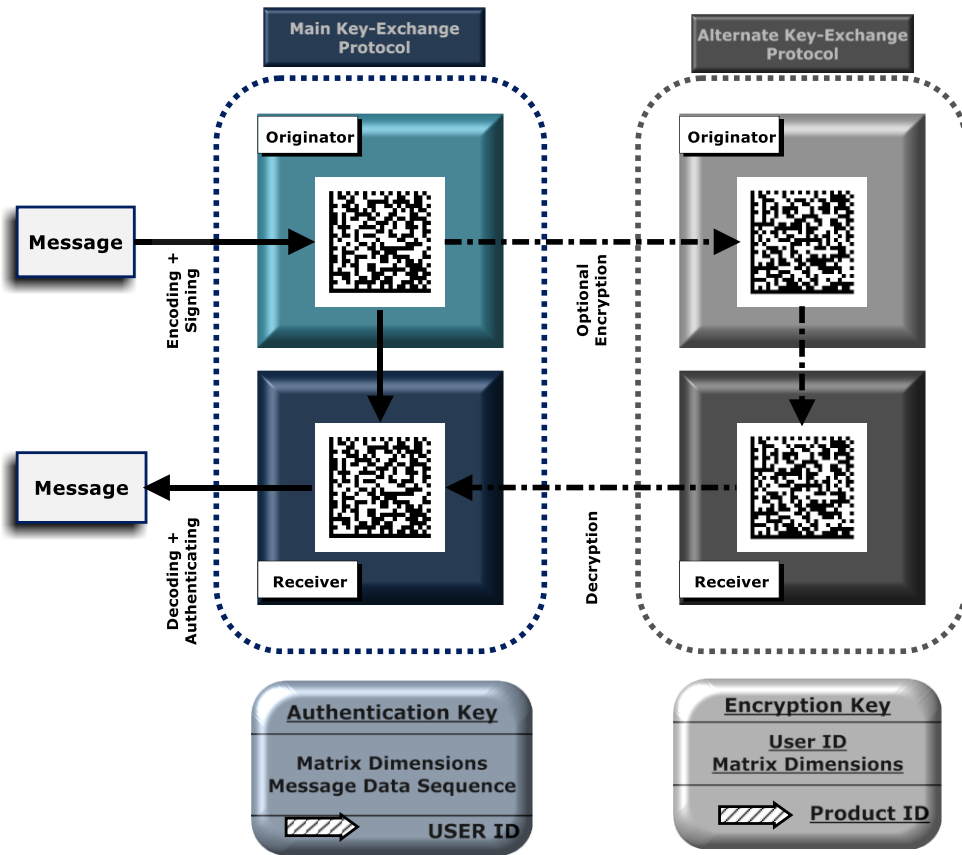 Main Key-Exchange
Protocol
Alternate Key-Exchange
Protocol
Originator
Originator
Message
Encoding +
Signing
Optional
Encryption
Message
Decoding +
Authenticating
Decryption
Receiver
Receiver
Authentication Key
Matrix Dimensions
Message Data Sequence
USER ID
Encryption Key
User ID
Matrix Dimensions
Product ID